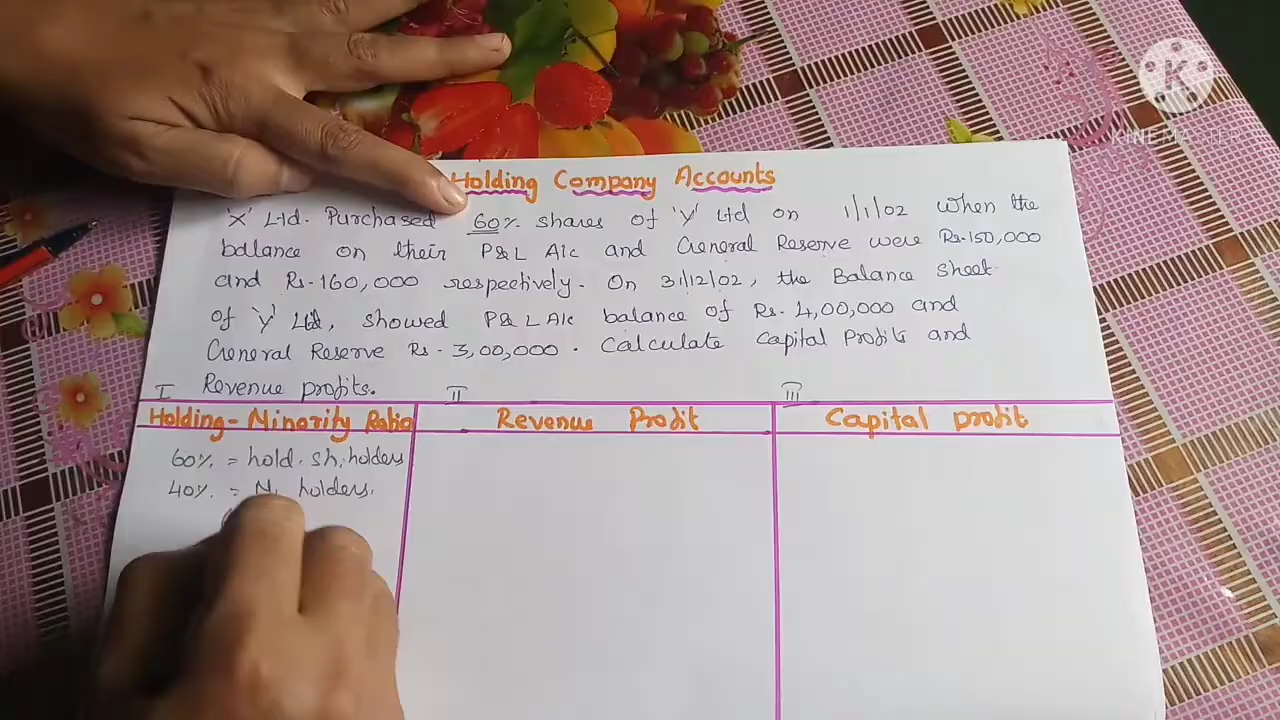 KINEMASTER
Holding Company Accounts
'X' Ltd. Purchased 60% shares of 'Y' Ltd on 1/1/02 when the
balance on their P&L A/c and General Reserve were Rs.150,000
and Rs.160,000 respectively. On 31/12/02, the Balance sheet
of 'Y' Ltd, showed P&L A/c balance of Rs. 4,00,000 and
General Reserve Rs. 3,00,000. Calculate Capital Profits and
Revenue profits.
I II III
Holding-Minority Ratio Revenue Profit Capital profit
60% = hold. sh. holders
40% = holders.